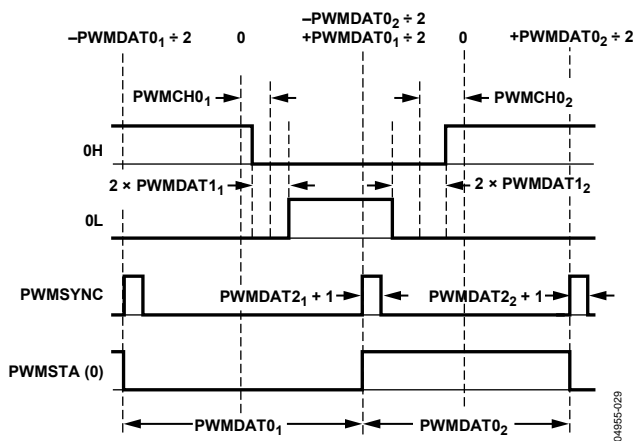 –PWMDAT0₂ ÷ 2
–PWMDAT0₁ ÷ 2 0 +PWMDAT0₁ ÷ 2 0 +PWMDAT0₂ ÷ 2
PWMCH0₁ PWMCH0₂
0H
2 × PWMDAT1₁ 2 × PWMDAT1₂
0L
PWMSYNC PWMDAT2₁ + 1 PWMDAT2₂ + 1
PWMSTA (0)
PWMDAT0₁ PWMDAT0₂
04955-029